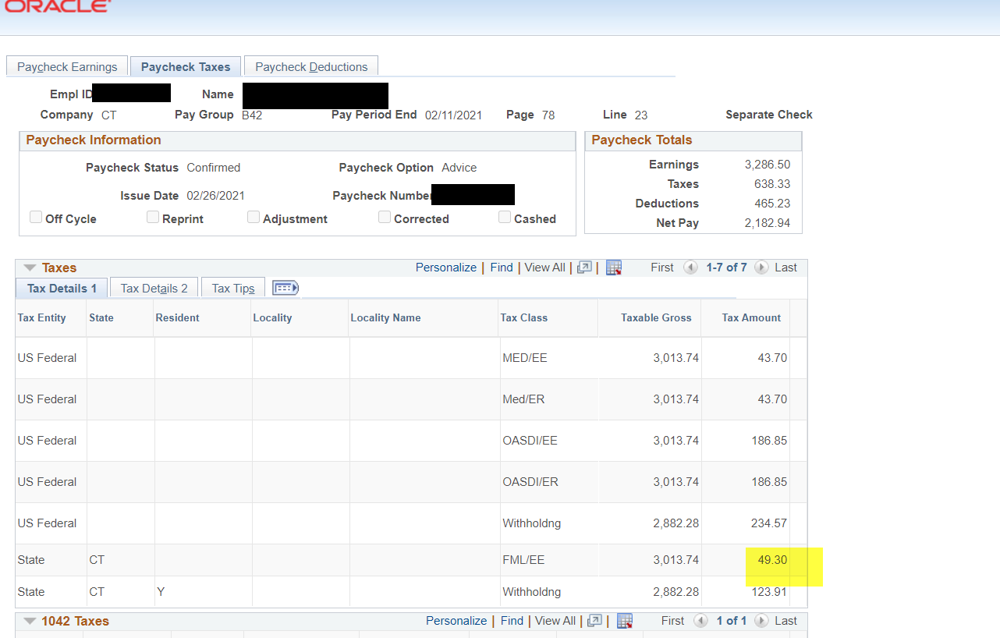 ORACLE
Paycheck Earnings Paycheck Taxes Paycheck Deductions
Empl ID Name
Company CT Pay Group B42 Pay Period End 02/11/2021 Page 78 Line 23 Separate Check
Paycheck Information Paycheck Totals
Paycheck Status Confirmed Paycheck Option Advice Earnings 3,286.50
Taxes 638.33
Issue Date 02/26/2021 Paycheck Number Deductions 465.23
Off Cycle Reprint Adjustment Corrected Cashed Net Pay 2,182.94
Taxes Personalize | Find | View All | | First 1-7 of 7 Last
Tax Details 1 Tax Details 2 Tax Tips
Tax Entity State Resident Locality Locality Name Tax Class Taxable Gross Tax Amount
US Federal MED/EE 3,013.74 43.70
US Federal Med/ER 3,013.74 43.70
US Federal OASDI/EE 3,013.74 186.85
US Federal OASDI/ER 3,013.74 186.85
US Federal Withholdng 2,882.28 234.57
State CT FML/EE 3,013.74 49.30
State CT Y Withholdng 2,882.28 123.91
1042 Taxes Personalize | Find | View All | | First 1 of 1 Last